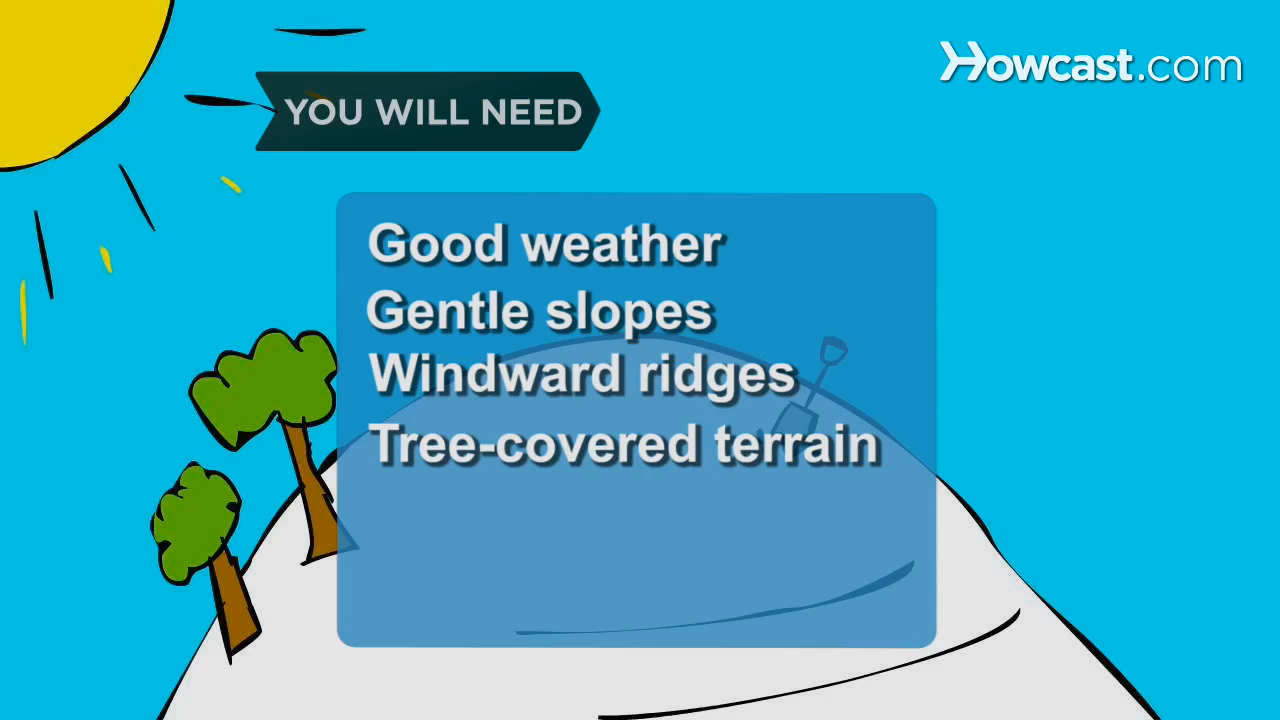 Howcast.com
YOU WILL NEED
Good weather
Gentle slopes
Windward ridges
Tree-covered terrain